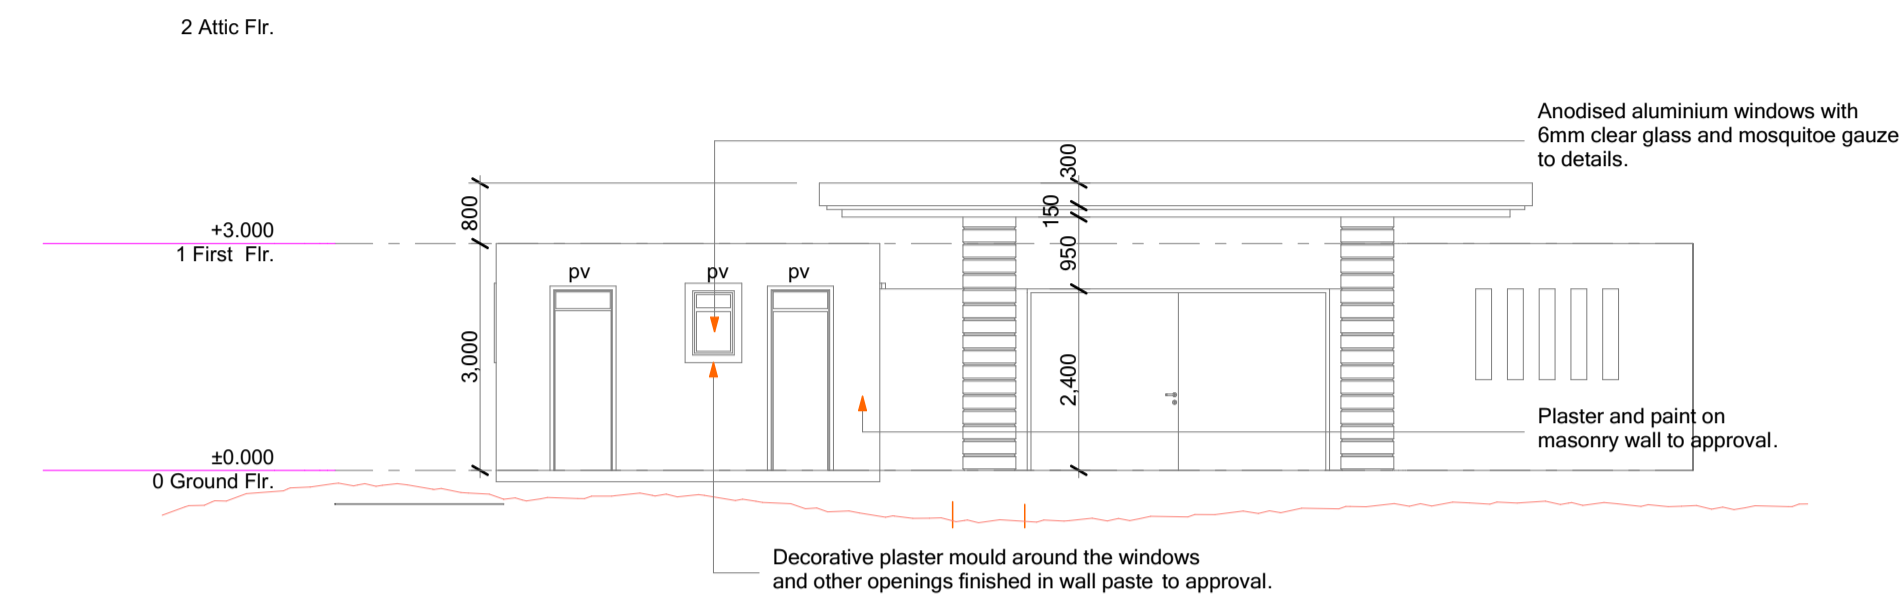 2 Attic Flr.
Anodised aluminium windows with
6mm clear glass and mosquitoe gauze
to details.
300
800
150
+3.000
1 First Flr.
950
pv
pv
pv
3,000
2,400
Plaster and paint on
masonry wall to approval.
±0.000
0 Ground Flr.
Decorative plaster mould around the windows
and other openings finished in wall paste to approval.